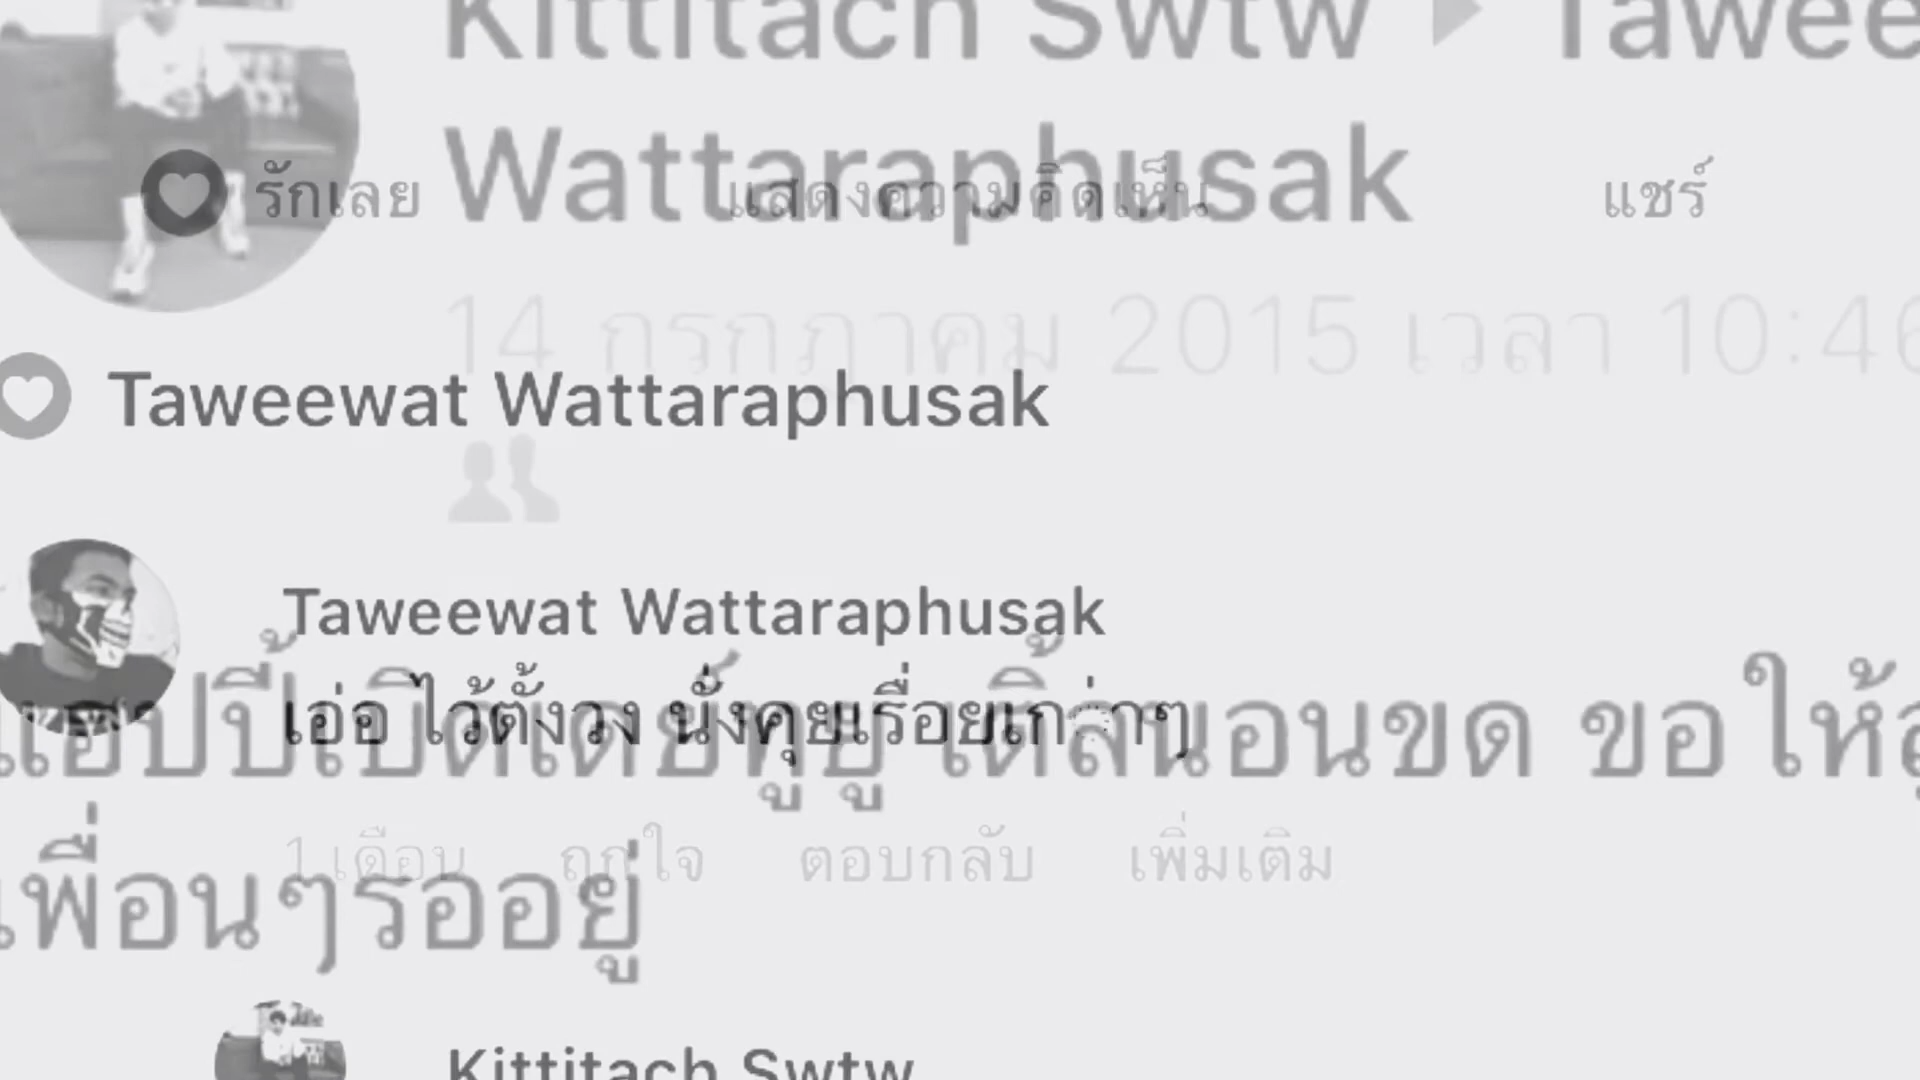 Kittitach Swtw ▸ Tawee
Wattaraphusak
รักเลย แสดงความคิดเห็น แชร์
14 กรกฎาคม 2015 เวลา 10:46
Taweewat Wattaraphusak
Taweewat Wattaraphusak
เอ่อ ไว้ตั้งวง นั่งคุยเรื่อยเก่าๆ
แฮปปี้เบิดเดย์ทูยู เดิ้ลนอนขด ขอให้
1 เดือน ถูกใจ ตอบกลับ เพิ่มเติม
เพื่อนๆรออยู่
Kittitach Swtw